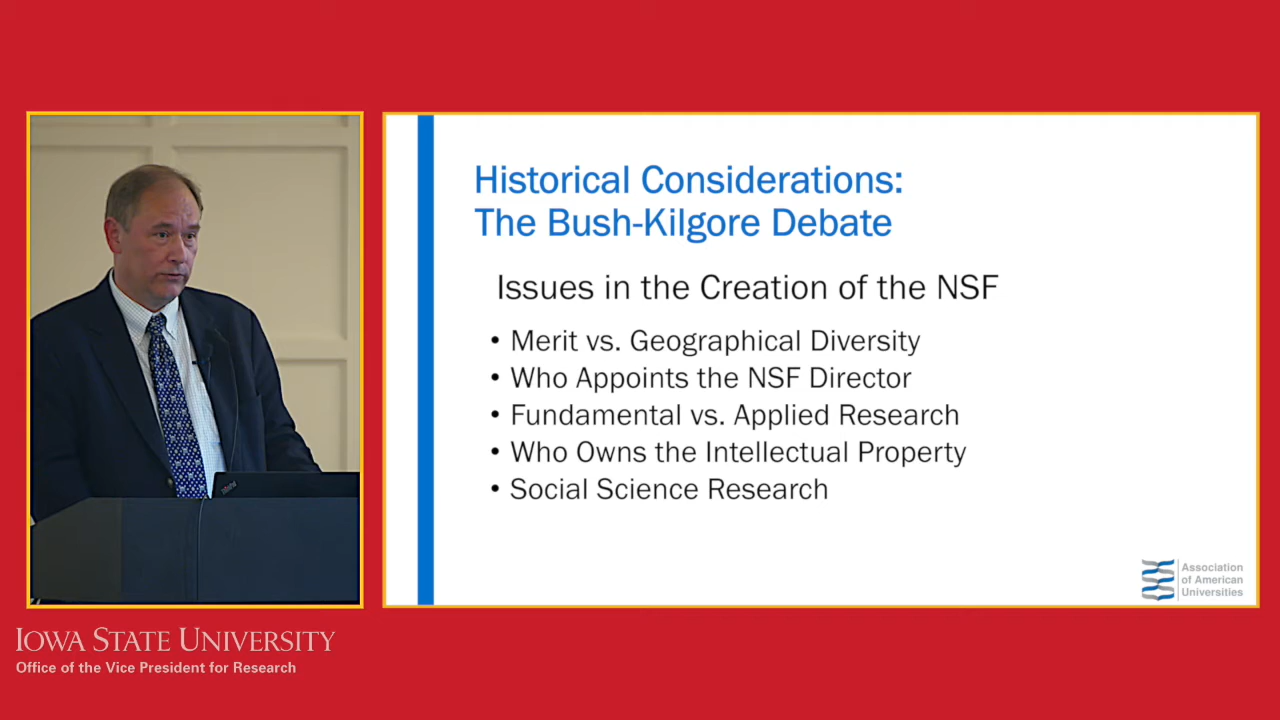 Historical Considerations:
The Bush-Kilgore Debate
Issues in the Creation of the NSF
• Merit vs. Geographical Diversity
• Who Appoints the NSF Director
• Fundamental vs. Applied Research
• Who Owns the Intellectual Property
• Social Science Research
Association
of American
Universities
IOWA STATE UNIVERSITY
Office of the Vice President for Research